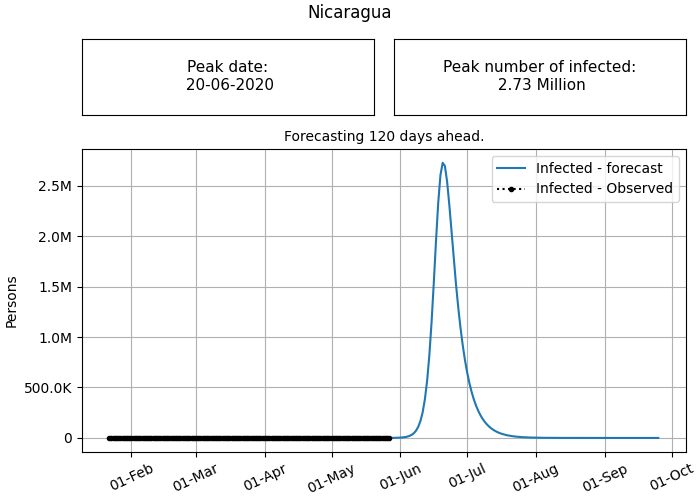 Nicaragua
Peak date:
20-06-2020
Peak number of infected:
2.73 Million
Forecasting 120 days ahead.
Infected - forecast
Infected - Observed
Persons
2.5M
2.0M
1.5M
1.0M
500.0K
0
01-Feb
01-Mar
01-Apr
01-May
01-Jun
01-Jul
01-Aug
01-Sep
01-Oct